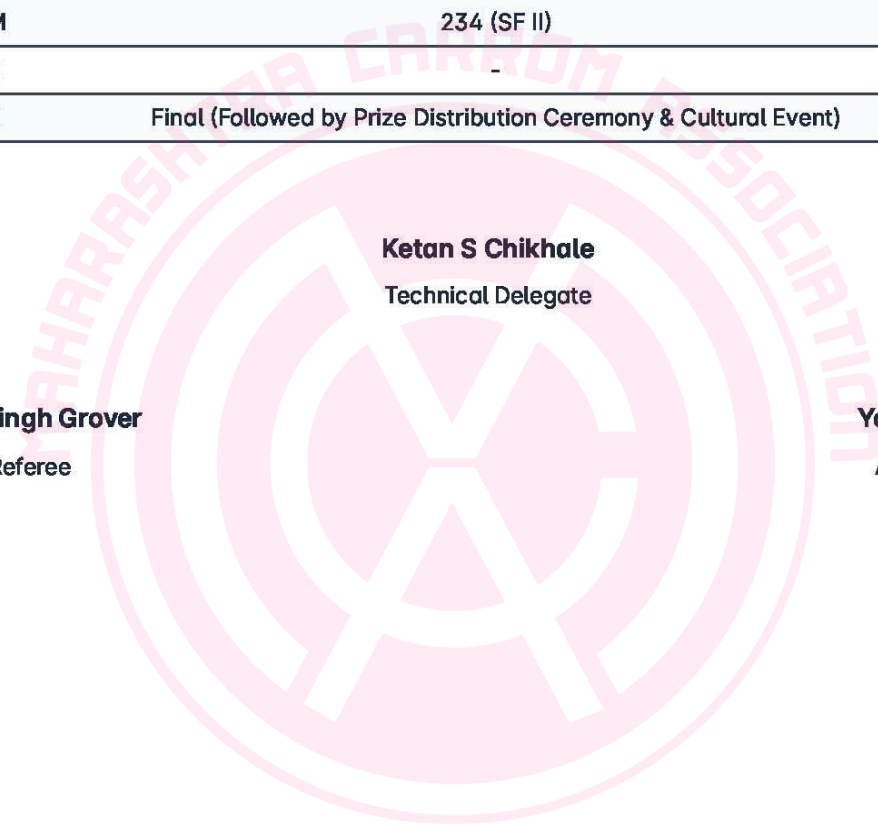 234 (SF II)
-
Final (Followed by Prize Distribution Ceremony & Cultural Event)
MAHARASHTRA CARROM ASSOCIATION
Ketan S Chikhale
Technical Delegate
ingh Grover
Referee